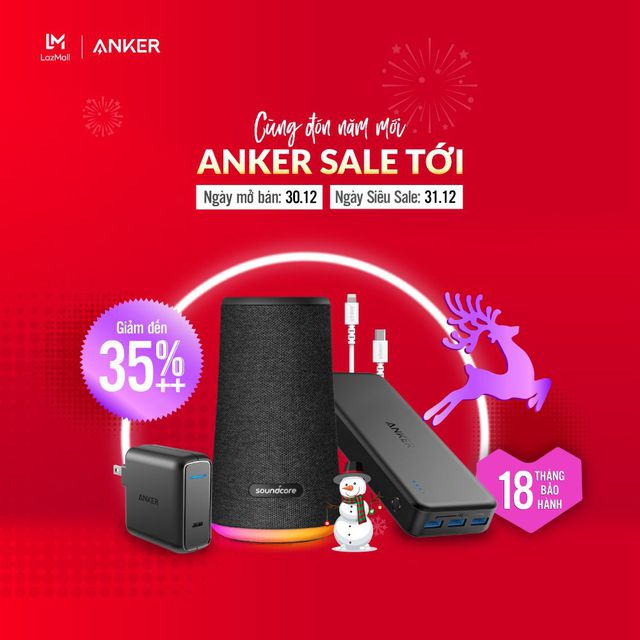 LM
LazMall
ANKER
Cùng đón năm mới
ANKER SALE TỚI
Ngày mở bán: 30.12
Ngày Siêu Sale: 31.12
Giảm đến
35%++
ANKER
soundcore
ANKER
18 THÁNG
BẢO
HÀNH